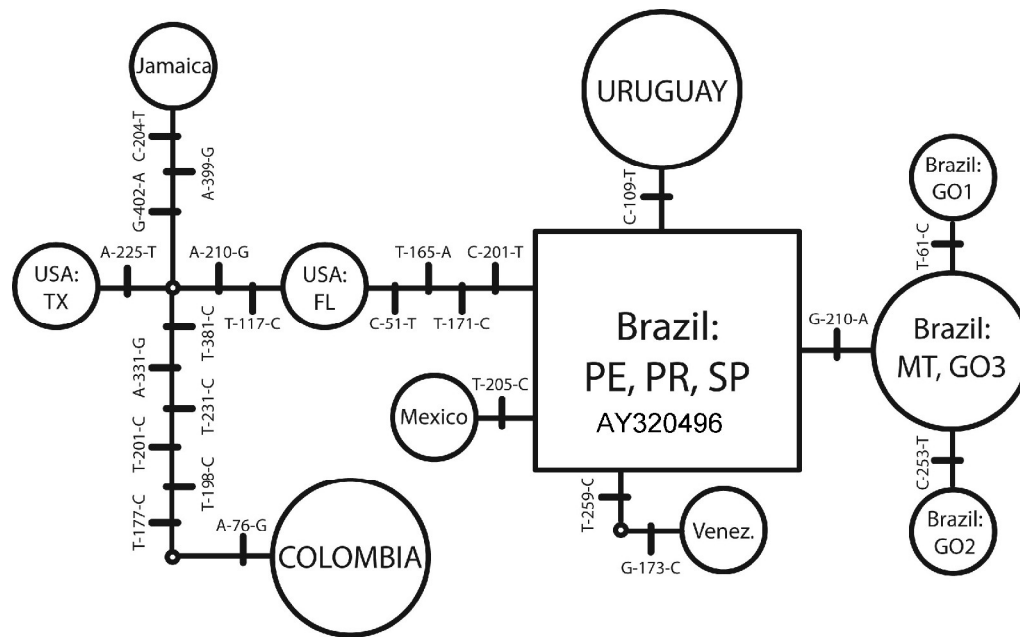 Jamaica
C-204-T
A-399-G
G-402-A
USA:
TX
A-225-T
A-210-G
T-117-C
USA:
FL
T-165-A
C-201-T
C-51-T
T-171-C
URUGUAY
C-109-T
Brazil:
PE, PR, SP
AY320496
G-210-A
Brazil:
GO1
T-61-C
Brazil:
MT, GO3
C-253-T
Brazil:
GO2
Mexico
T-205-C
T-259-C
G-173-C
Venez.
T-381-C
A-331-G
T-231-C
T-201-C
T-198-C
T-177-C
A-76-G
COLOMBIA